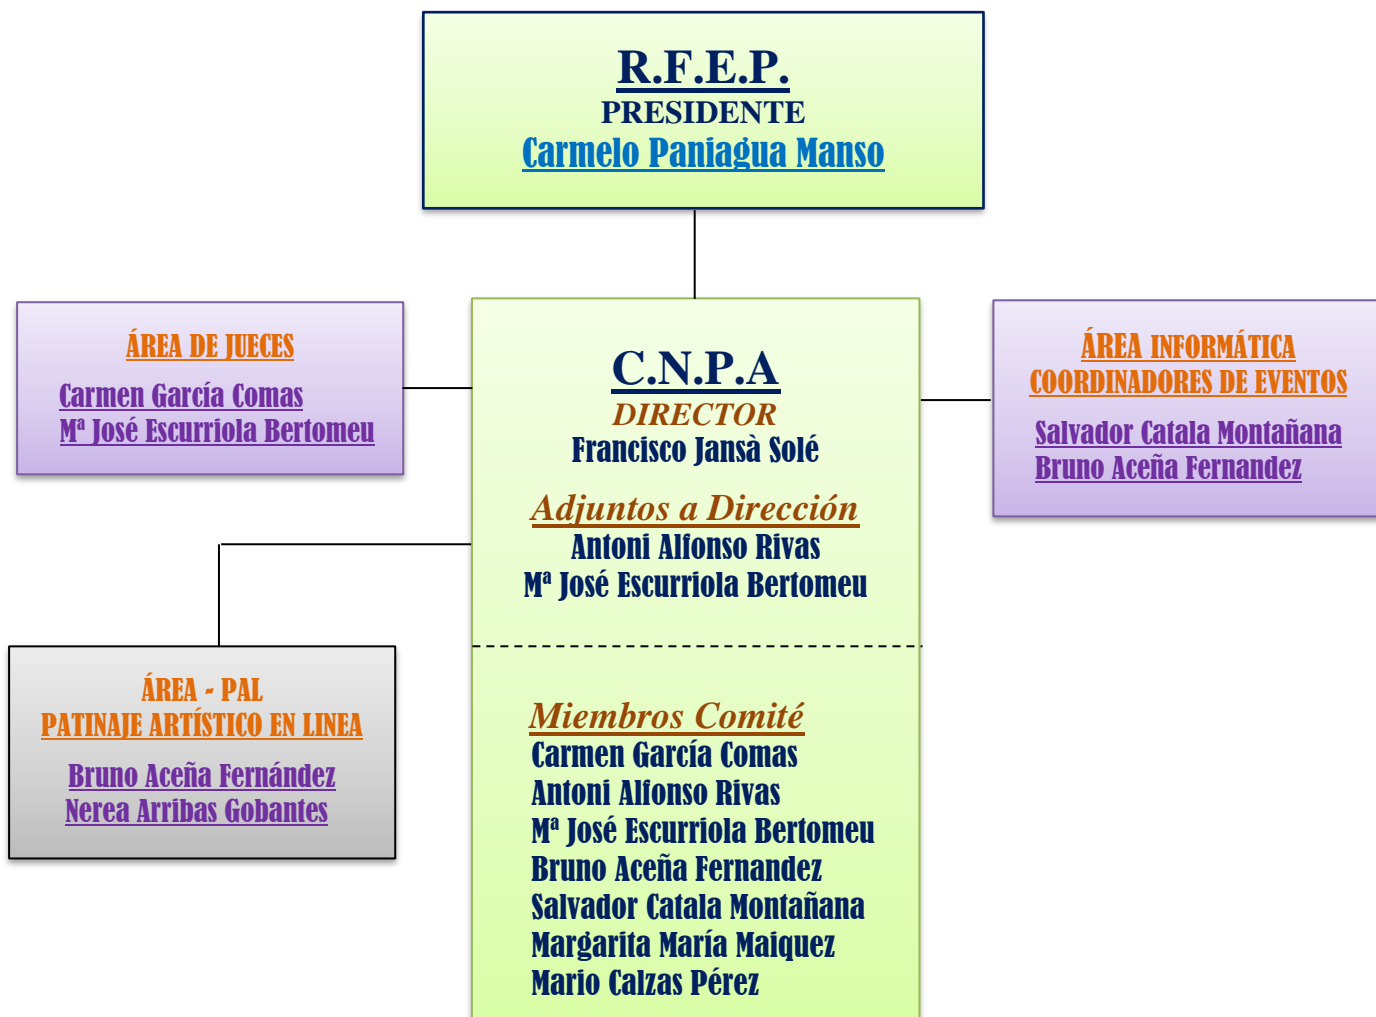 R.F.E.P.
PRESIDENTE
Carmelo Paniagua Manso
ÁREA DE JUECES
Carmen García Comas
Mª José Escurriola Bertomeu
C.N.P.A
DIRECTOR
Francisco Jansà Solé
Adjuntos a Dirección
Antoni Alfonso Rivas
Mª José Escurriola Bertomeu
ÁREA INFORMÁTICA
COORDINADORES DE EVENTOS
Salvador Catala Montañana
Bruno Aceña Fernandez
ÁREA - PAL
PATINAJE ARTÍSTICO EN LINEA
Bruno Aceña Fernández
Nerea Arribas Gobantes
Miembros Comité
Carmen García Comas
Antoni Alfonso Rivas
Mª José Escurriola Bertomeu
Bruno Aceña Fernandez
Salvador Catala Montañana
Margarita María Maiquez
Mario Calzas Pérez